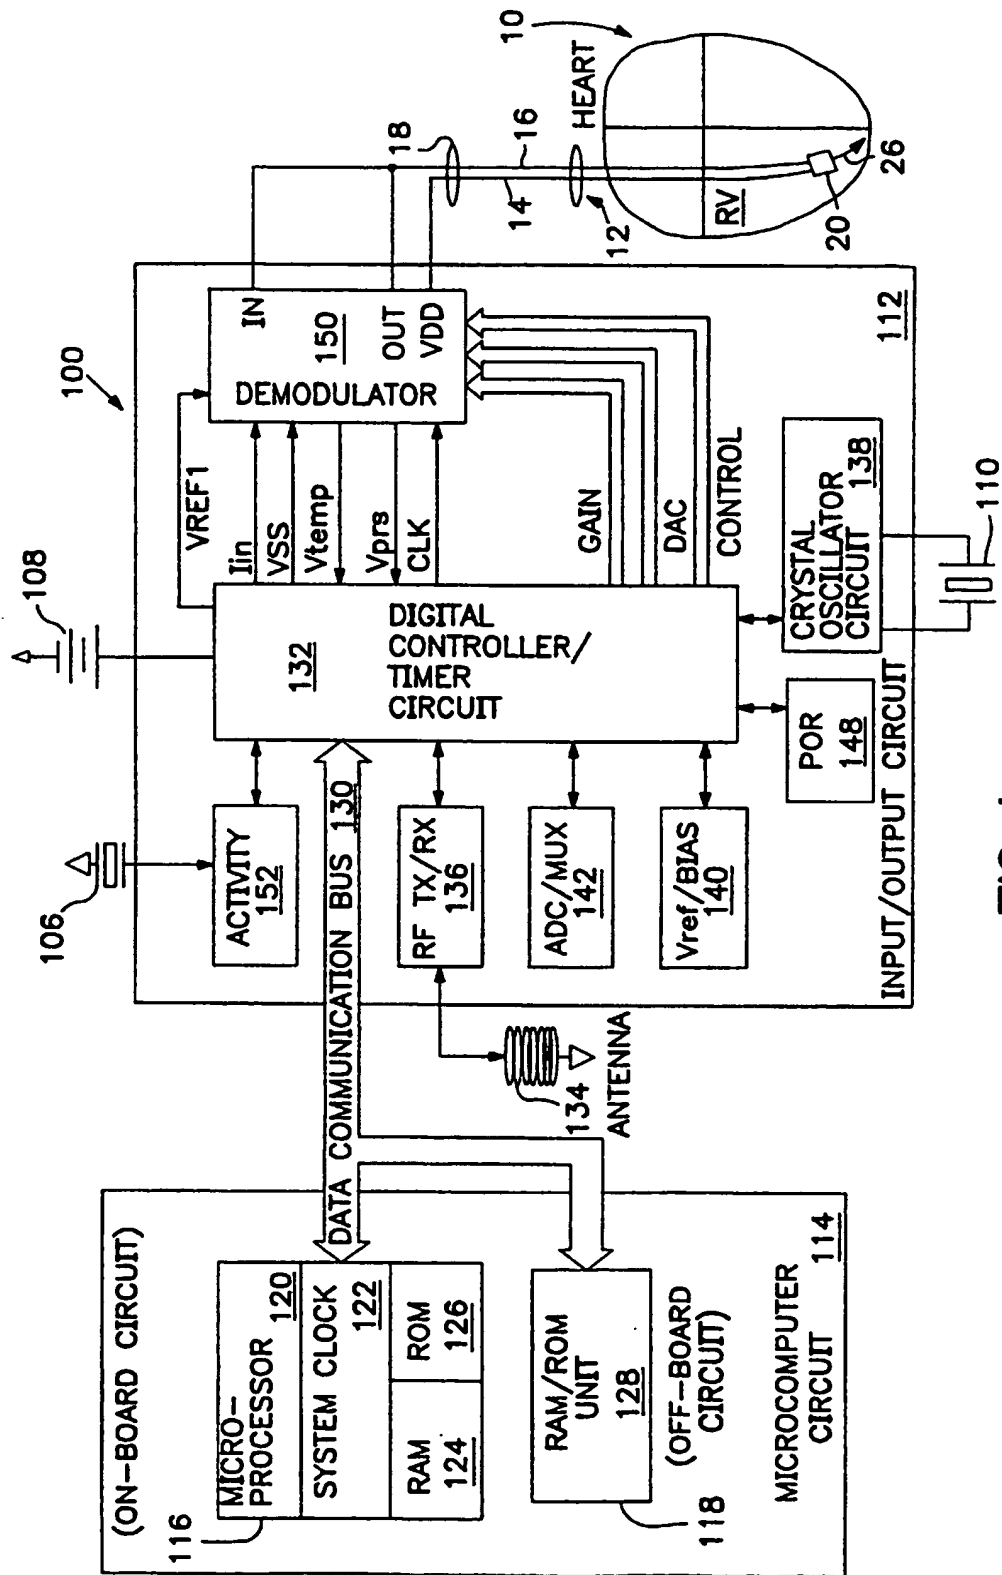 (ON-BOARD CIRCUIT)
116
MICRO-
PROCESSOR 120
SYSTEM CLOCK 122
RAM
124
ROM
126
RAM/ROM
UNIT
128
118
(OFF-BOARD
CIRCUIT)
MICROCOMPUTER
CIRCUIT 114
DATA COMMUNICATION BUS 130
134
ANTENNA
106
ACTIVITY
152
RF TX/RX
136
ADC/MUX
142
Vref/BIAS
140
POR
148
INPUT/OUTPUT CIRCUIT
108
132
DIGITAL
CONTROLLER/
TIMER
CIRCUIT
CRYSTAL
OSCILLATOR
CIRCUIT 138
110
VREF1
Iin
VSS
Vtemp
Vprs
CLK
GAIN
DAC
CONTROL
100
DEMODULATOR
150
IN
OUT
VDD
112
18
14
16
12
HEART
10
RV
20
26